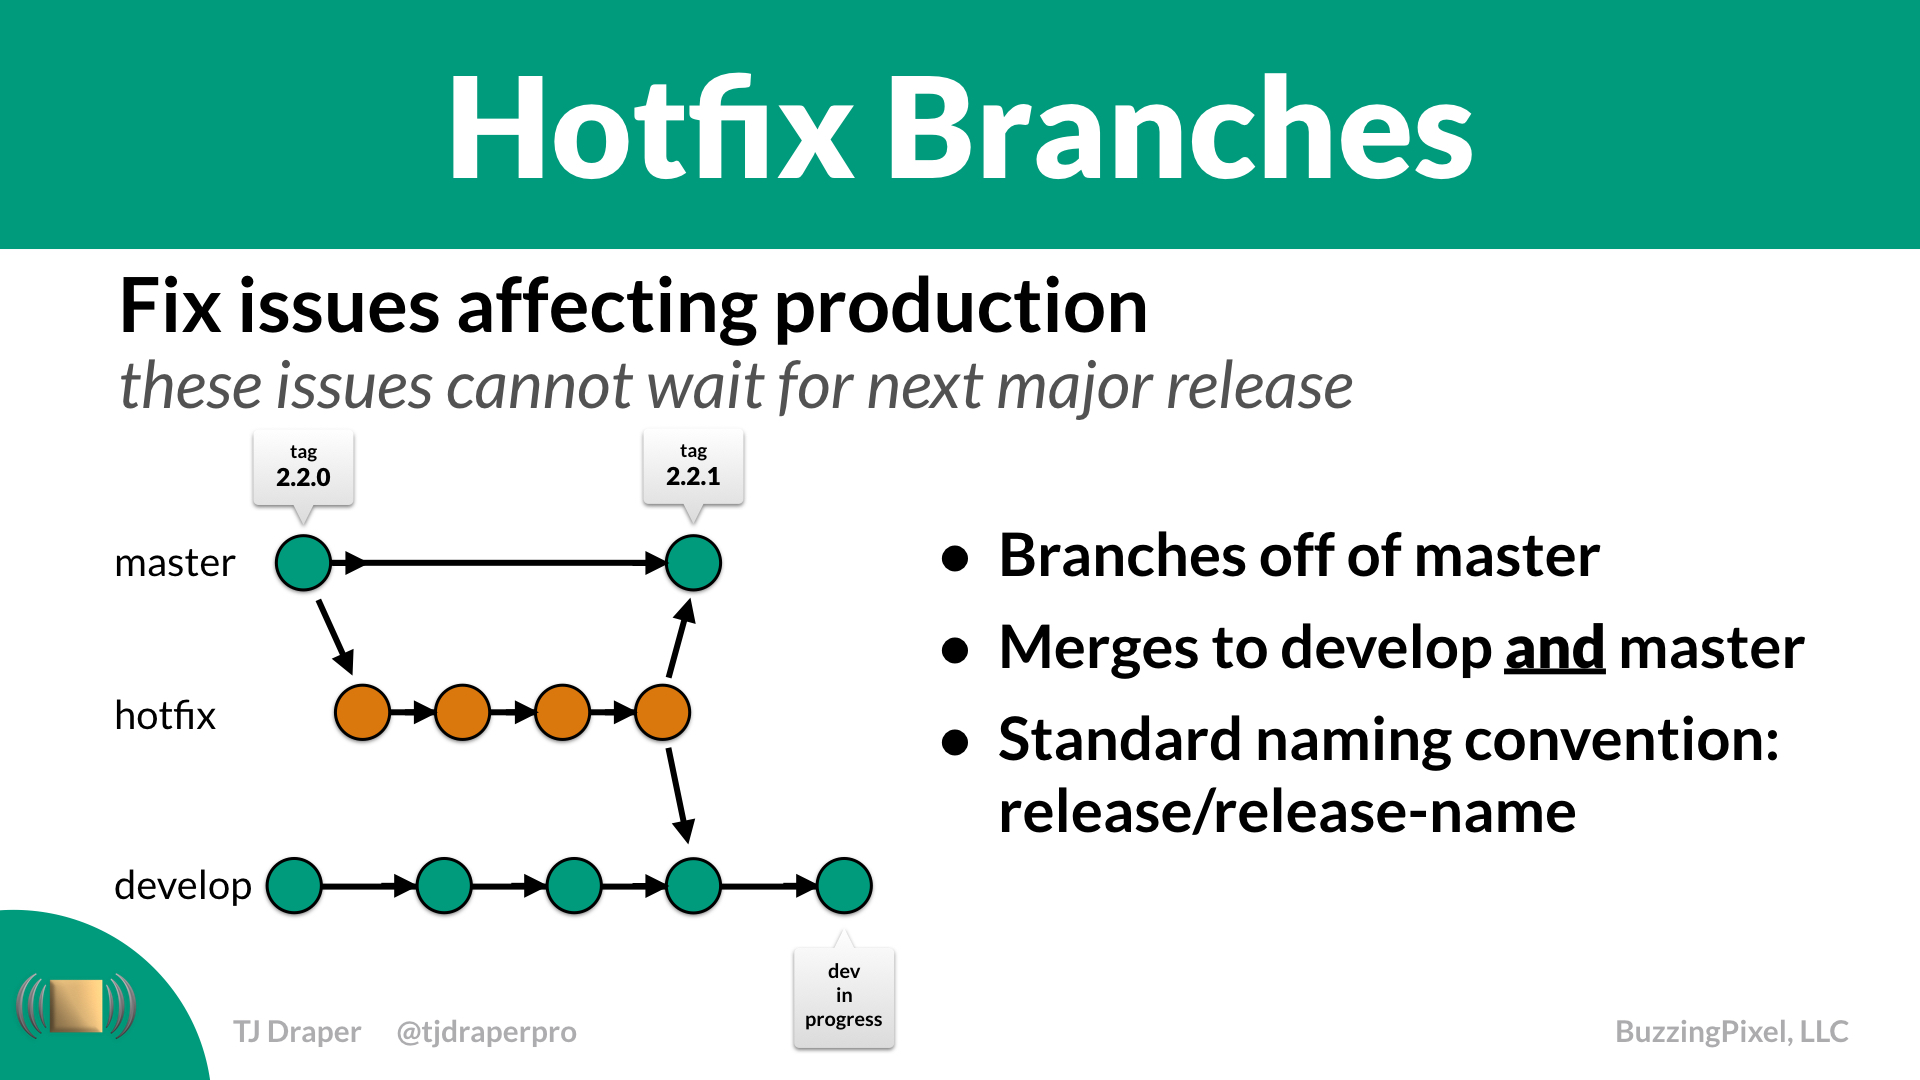 Hotfix Branches
Fix issues affecting production
these issues cannot wait for next major release
tag
2.2.0
tag
2.2.1
master
hotfix
develop
dev
in
progress
● Branches off of master
● Merges to develop and master
● Standard naming convention:
release/release-name
TJ Draper @tjdraperpro
BuzzingPixel, LLC